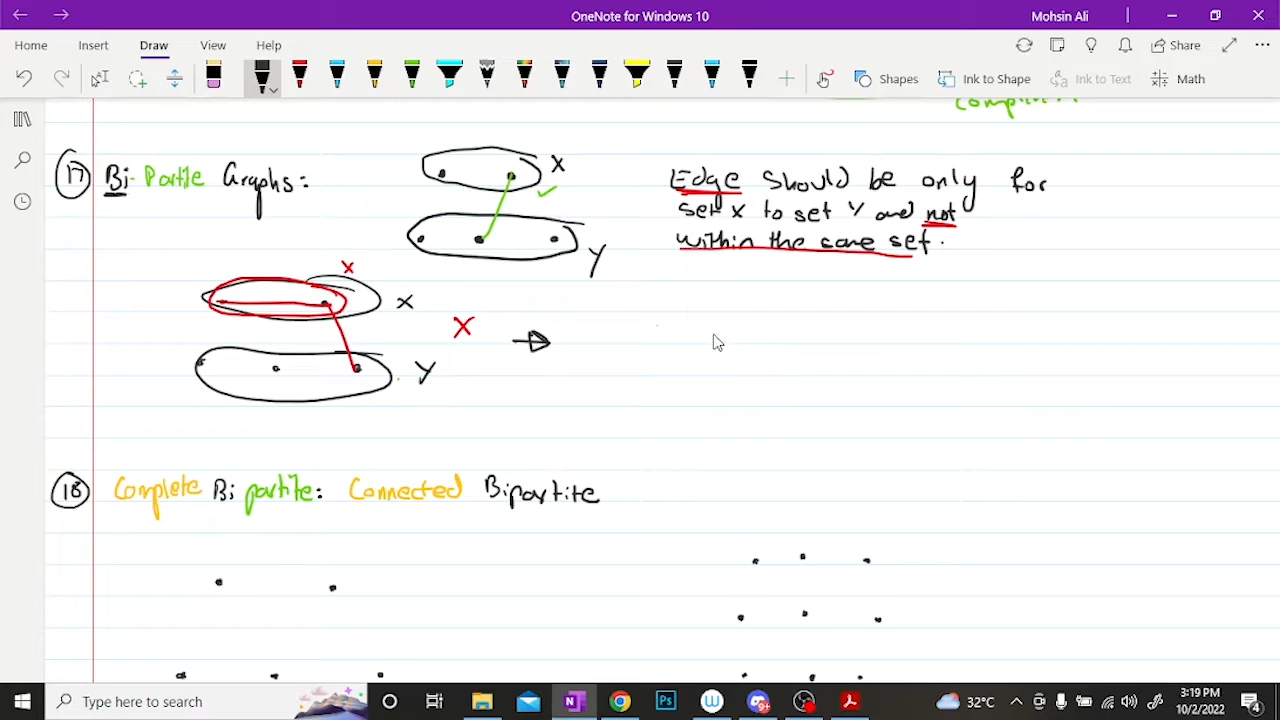 OneNote for Windows 10
Mohsin Ali
Home Insert Draw View Help
Share
Shapes Ink to Shape Ink to Text Math
17 Bi-Partile Graphs:
X
Y
Edge should be only for
set X to set Y and not
within the same set.
X
X
Y
X
18 Complete Bi partite: Connected Bipartite
Type here to search
32°C
3:19 PM
10/2/2022